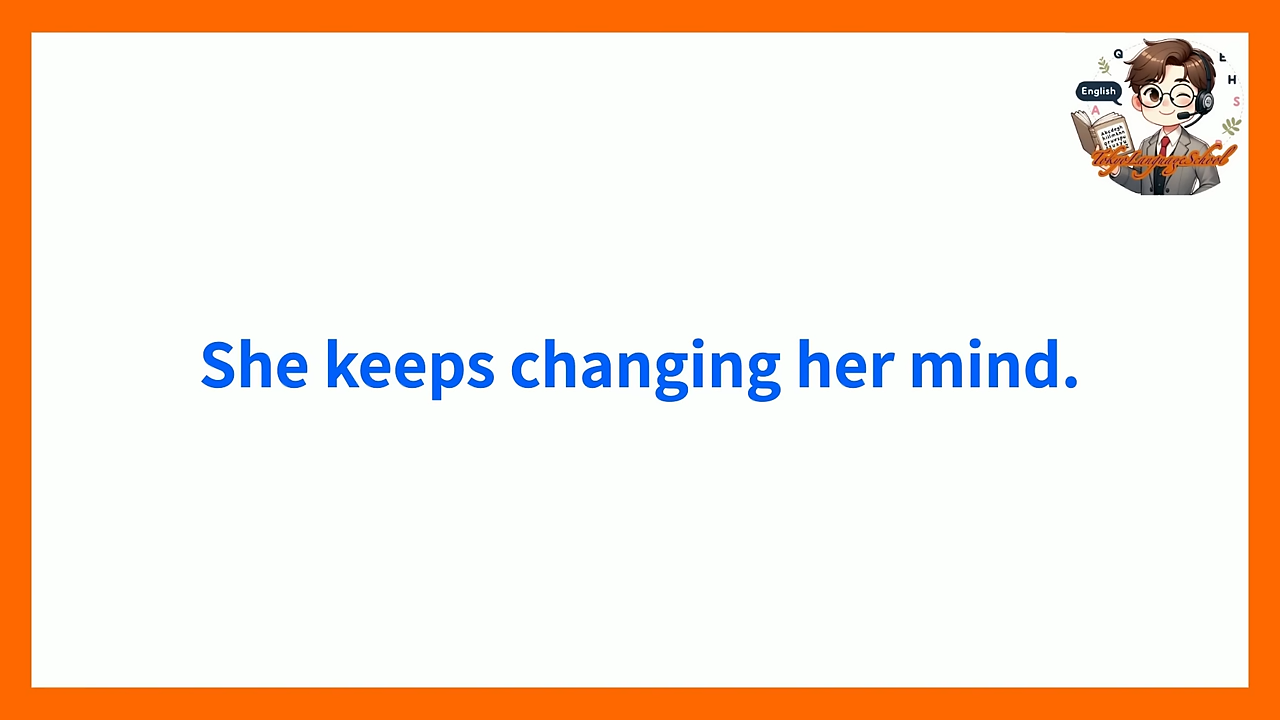 Q
E
H
English
A
S
TokyoLanguageSchool
She keeps changing her mind.